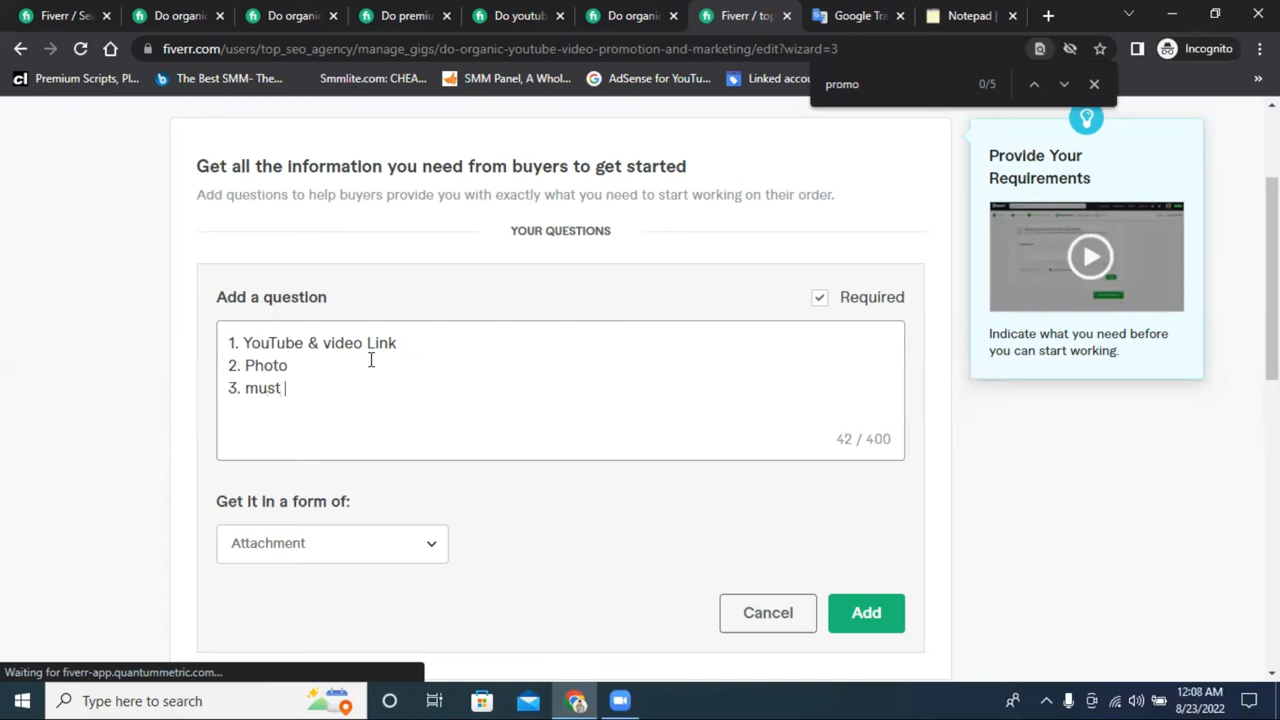 Fiverr / Se
Do organic
Do organi
Do premiu
Do youtub
Do organic
Fiverr / top
Google Tra
Notepad |
fiverr.com/users/top_seo_agency/manage_gigs/do-organic-youtube-video-promotion-and-marketing/edit?wizard=3
Incognito
Premium Scripts, Pl...
The Best SMM- The...
Smmlite.com: CHEA...
SMM Panel, A Whol...
AdSense for YouTu...
Linked accou
»
promo
0/5
Get all the information you need from buyers to get started
Add questions to help buyers provide you with exactly what you need to start working on their order.
YOUR QUESTIONS
Add a question
Required
1. YouTube & video Link
2. Photo
3. must
42 / 400
Get it in a form of:
Attachment
Cancel
Add
Provide Your
Requirements
Indicate what you need before
you can start working.
Waiting for fiverr-app.quantummetric.com...
Type here to search
12:08 AM
8/23/2022